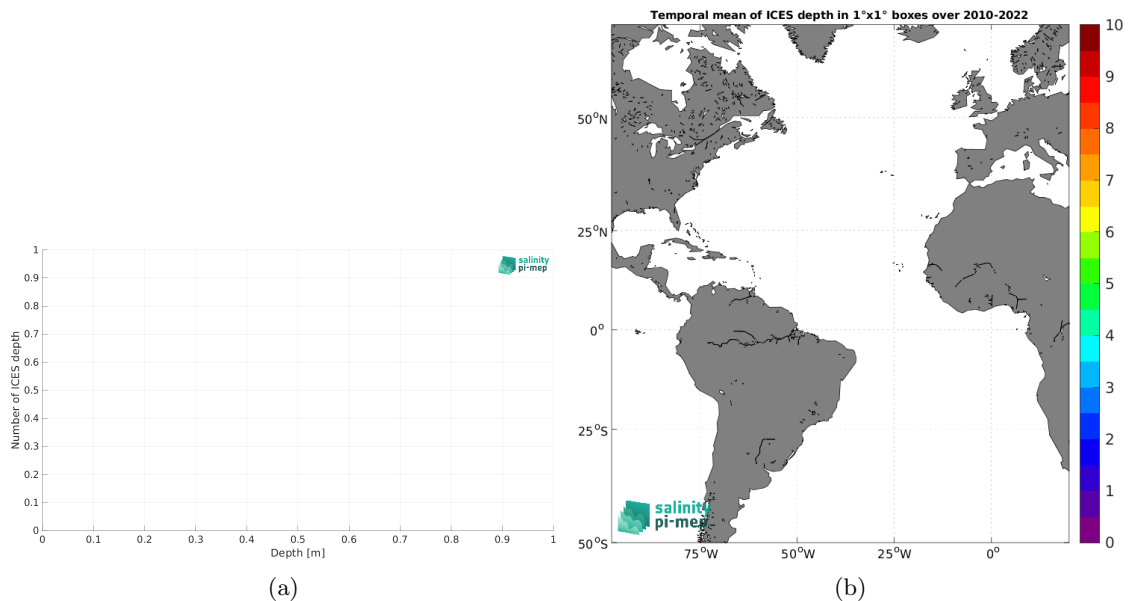 Temporal mean of ICES depth in 1°x1° boxes over 2010-2022
1
0.9
0.8
0.7
0.6
0.5
0.4
0.3
0.2
0.1
0
Number of ICES depth
0 0.1 0.2 0.3 0.4 0.5 0.6 0.7 0.8 0.9 1
Depth [m]
salinity
pi-mep
(a)
50°N
25°N
0°
25°S
50°S
75°W 50°W 25°W 0°
salinity
pi-mep
10
9
8
7
6
5
4
3
2
1
0
(b)